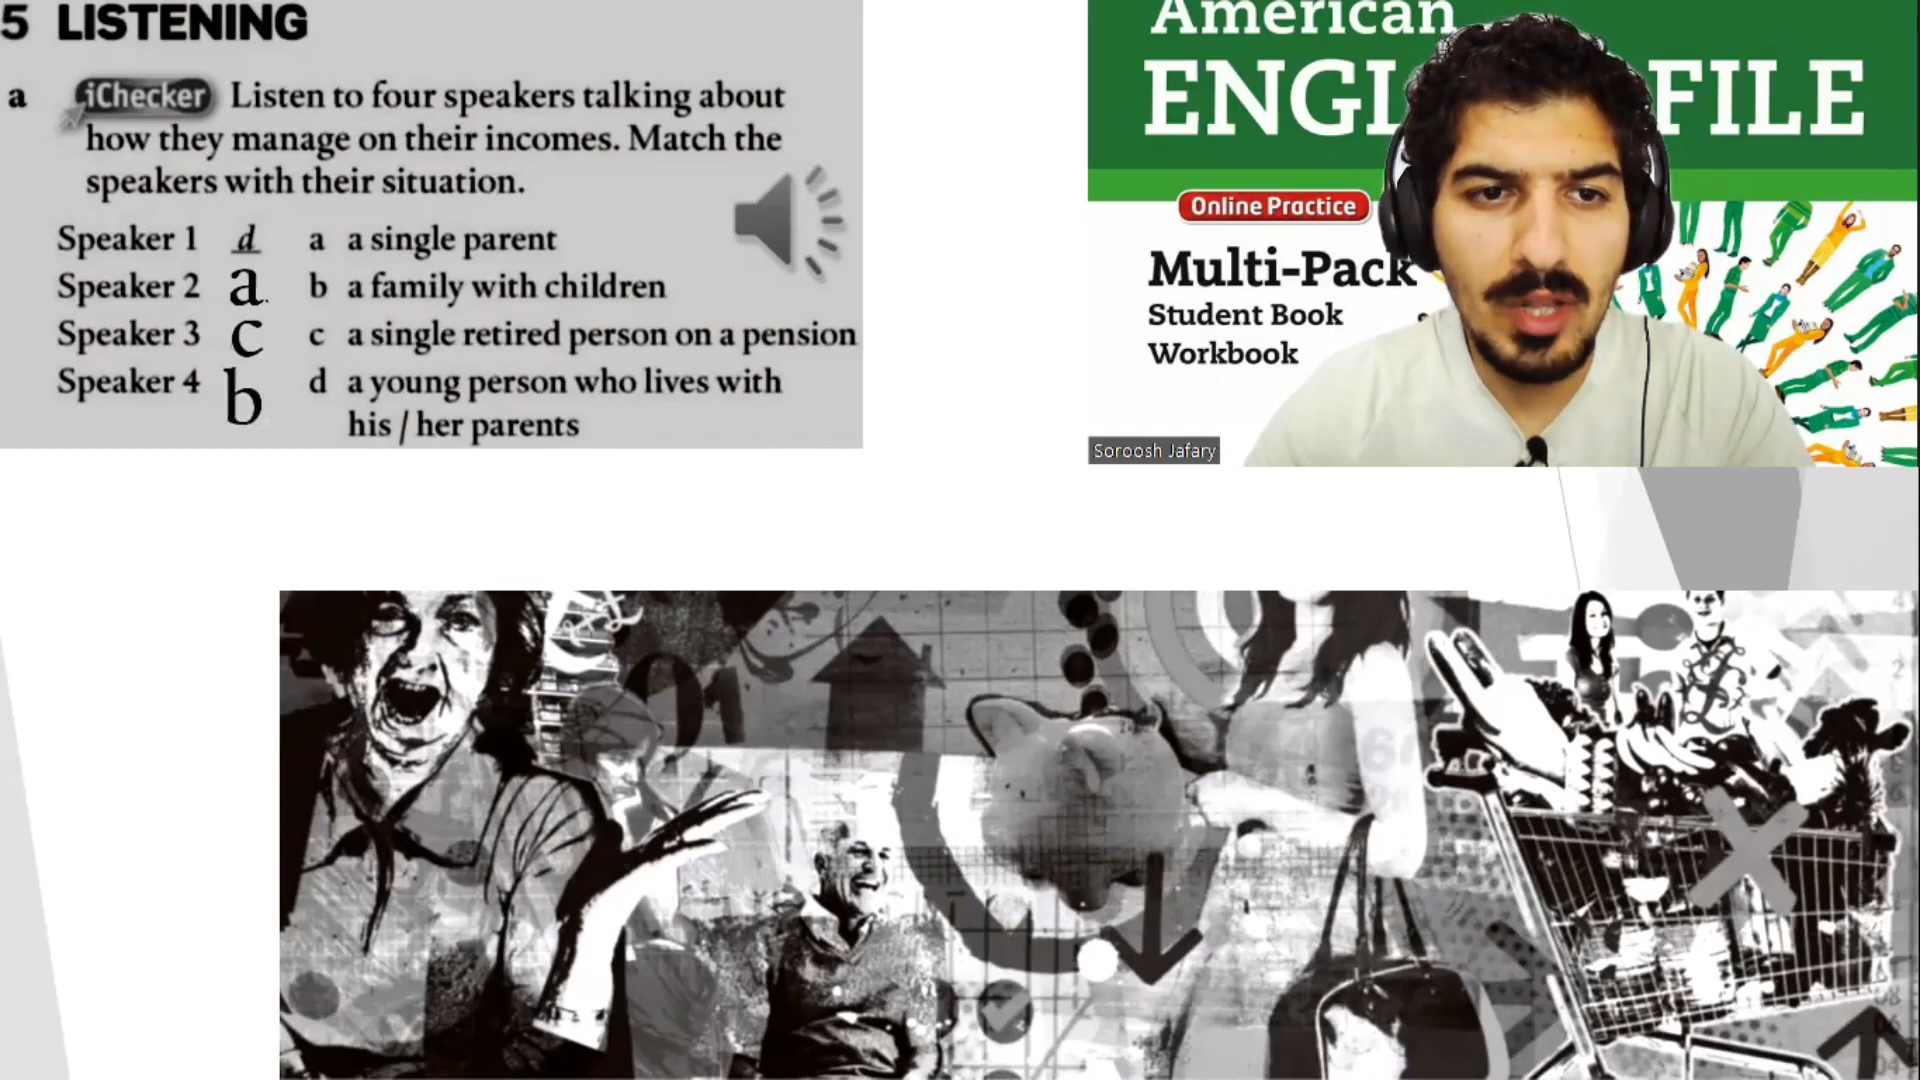 5 LISTENING
a iChecker Listen to four speakers talking about
how they manage on their incomes. Match the
speakers with their situation.
Speaker 1 d a a single parent
Speaker 2 a b a family with children
Speaker 3 c c a single retired person on a pension
Speaker 4 b d a young person who lives with
his / her parents
American
ENGL FILE
Online Practice
Multi-Pack
Student Book
Workbook
Soroosh Jafary